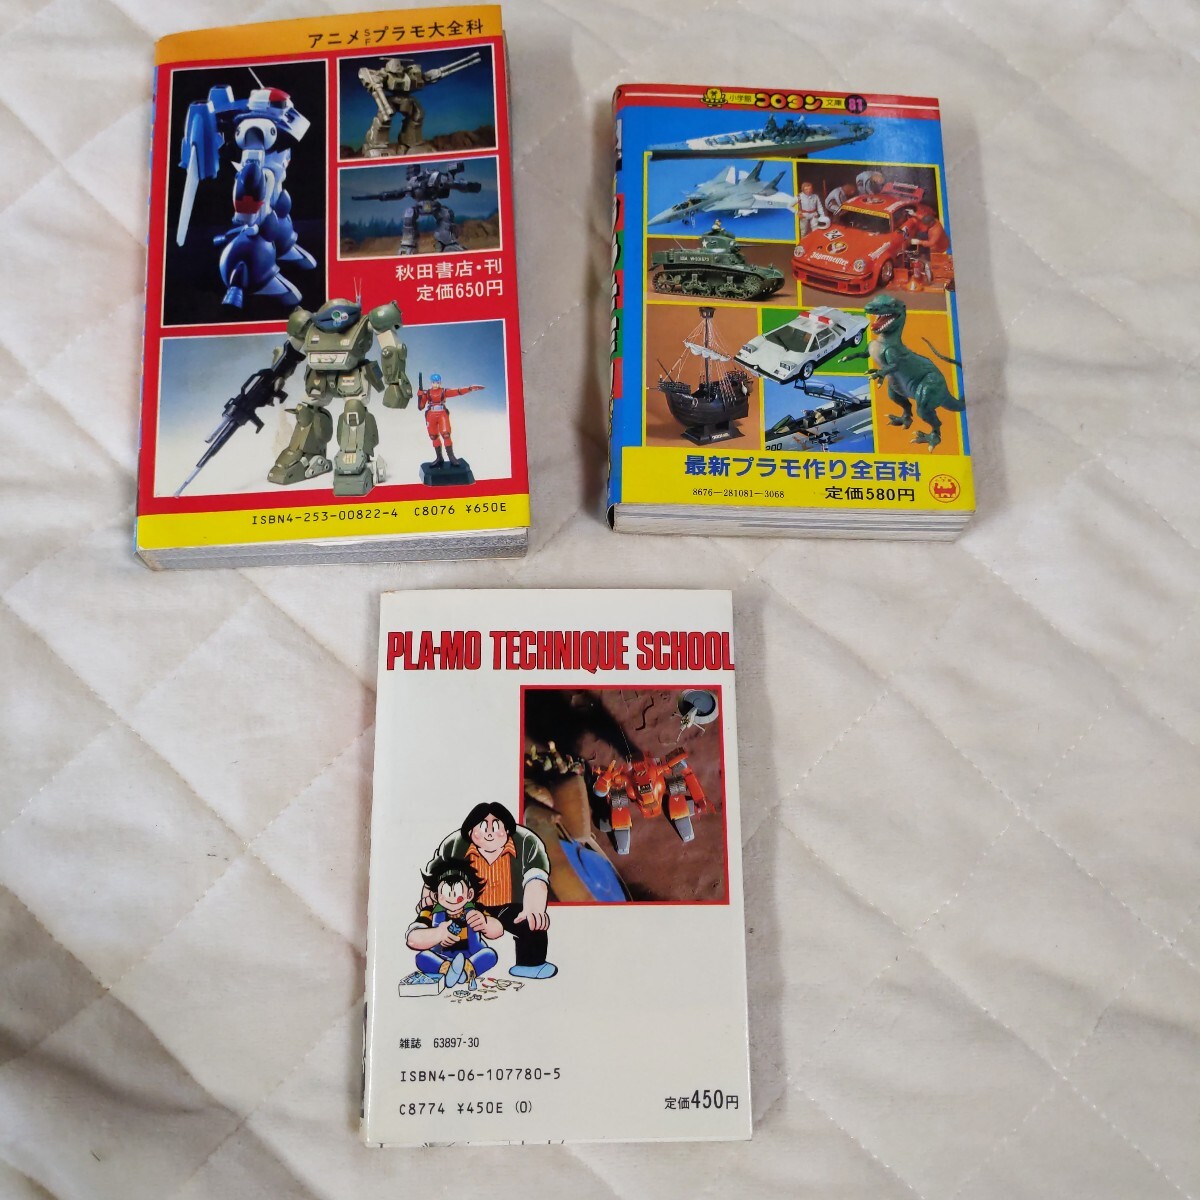 アニメSFプラモ大全科
秋田書店・刊
定価650円
ISBN4-253-00822-4 C8076 ¥650E
小学館 コロタン 文庫 81
Jägermeister
200
最新プラモ作り全百科
8676-281081-3068 定価580円
PLA-MO TECHNIQUE SCHOOL
雑誌 63897-30
ISBN4-06-107780-5
C8774 ¥450E (0)
定価450円